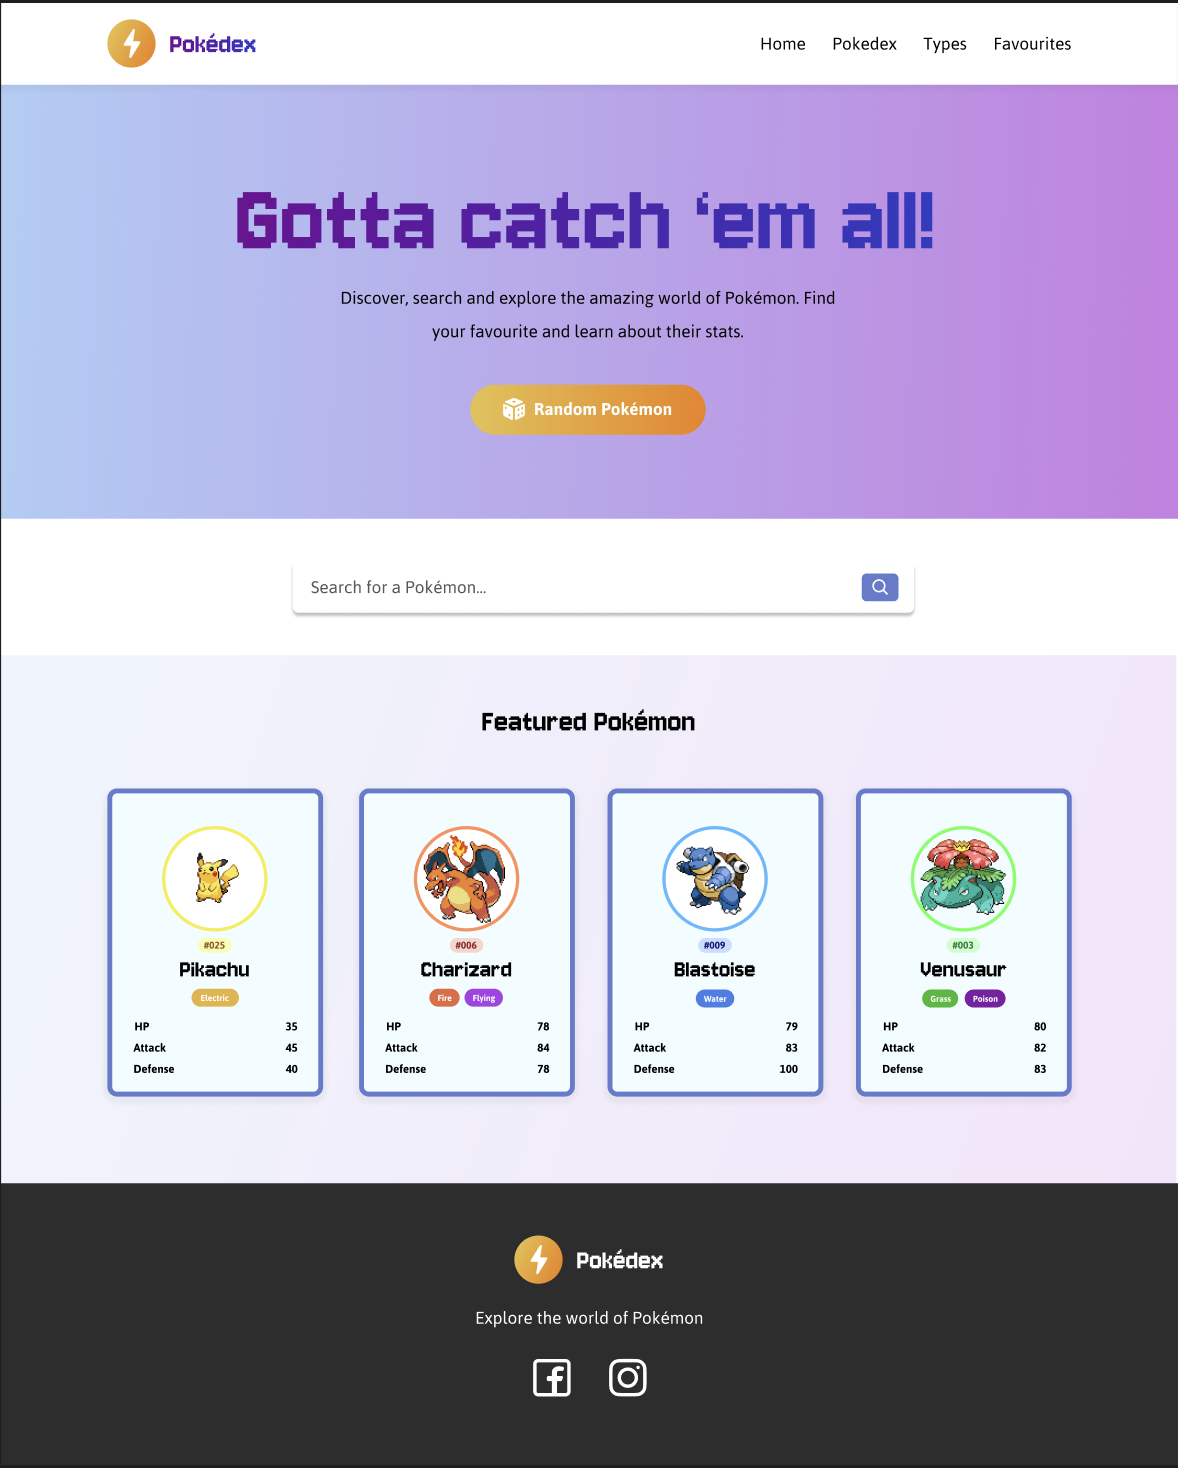 Pokédex
Home Pokedex Types Favourites
Gotta catch ‘em all!
Discover, search and explore the amazing world of Pokémon. Find
your favourite and learn about their stats.
Random Pokémon
Search for a Pokémon...
Featured Pokémon
#025
Pikachu
Electric
HP 35
Attack 45
Defense 40
#006
Charizard
Fire Flying
HP 78
Attack 84
Defense 78
#009
Blastoise
Water
HP 79
Attack 83
Defense 100
#003
Venusaur
Grass Poison
HP 80
Attack 82
Defense 83
Pokédex
Explore the world of Pokémon